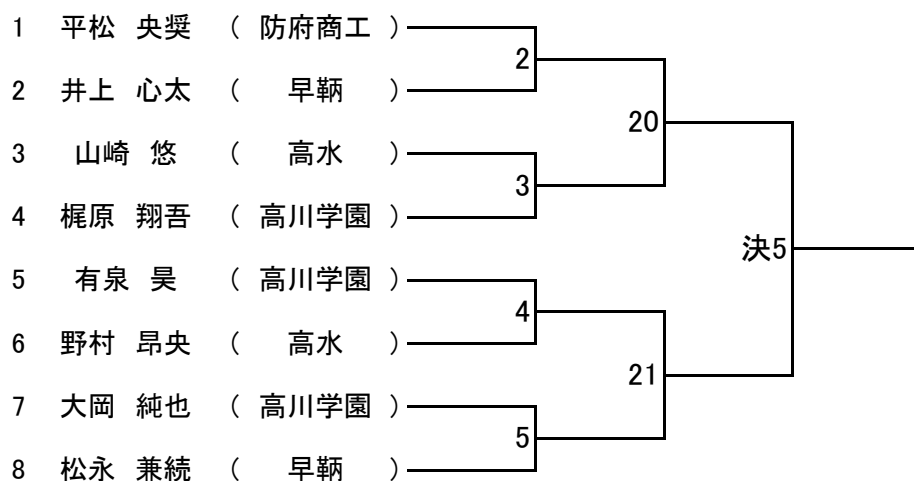 1 平松 央奨 ( 防府商工 )
2
2 井上 心太 ( 早鞆 )
20
3 山崎 悠 ( 高水 )
3
4 梶原 翔吾 ( 高川学園 )
決5
5 有泉 昊 ( 高川学園 )
4
6 野村 昂央 ( 高水 )
21
7 大岡 純也 ( 高川学園 )
5
8 松永 兼続 ( 早鞆 )